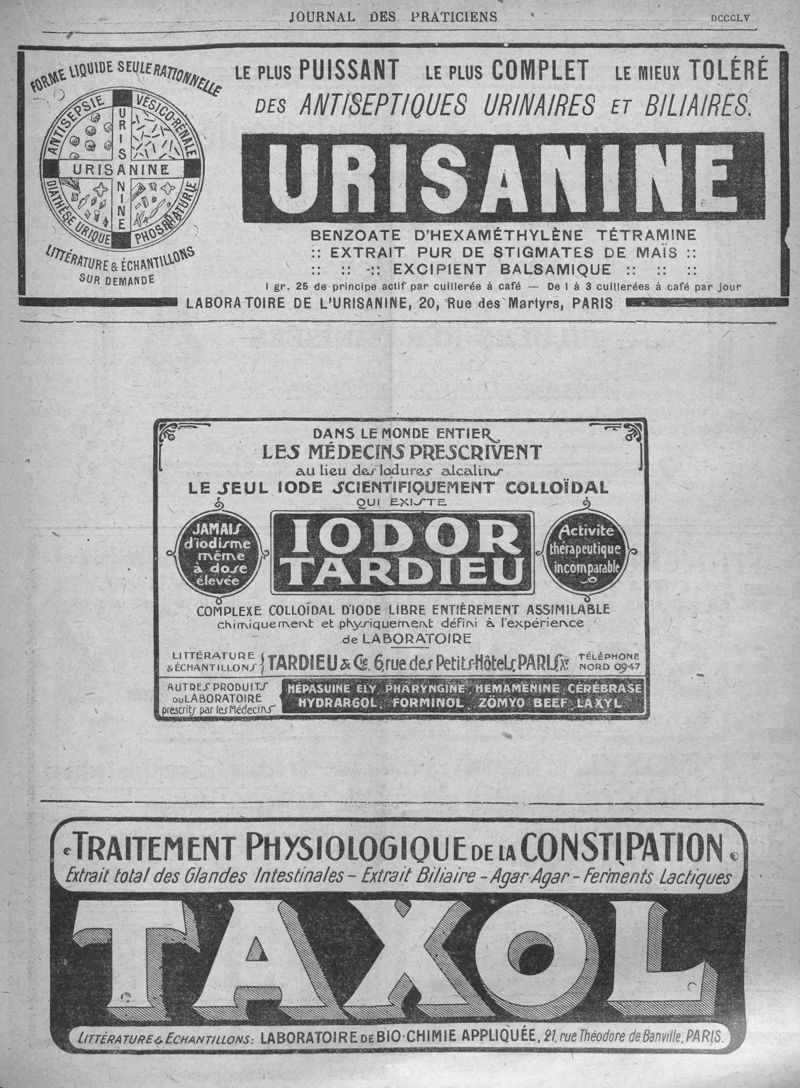 JOURNAL DES PRATICIENS
DCCCLV
FORME LIQUIDE SEULE RATIONNELLE
ANTISEPSIE
VÉSICO-RÉNALE
URISANINE
URISANINE
DIATHÈSE URIQUE
PHOSPHATURIE
LITTÉRATURE & ÉCHANTILLONS
SUR DEMANDE
LE PLUS PUISSANT LE PLUS COMPLET LE MIEUX TOLÉRÉ
DES ANTISEPTIQUES URINAIRES ET BILIAIRES.
URISANINE
BENZOATE D'HEXAMÉTHYLÈNE TÉTRAMINE
:: EXTRAIT PUR DE STIGMATES DE MAÏS ::
:: :: -:: EXCIPIENT BALSAMIQUE :: :: ::
1 gr. 25 de principe actif par cuillerée à café — De 1 à 3 cuillerées à café par jour
LABORATOIRE DE L'URISANINE, 20, Rue des Martyrs, PARIS
DANS LE MONDE ENTIER
LES MÉDECINS PRESCRIVENT
au lieu des Iodures alcalins
LE SEUL IODE SCIENTIFIQUEMENT COLLOÏDAL
QUI EXISTE
JAMAIS
d'iodisme
même
à dose
élevée
IODOR
TARDIEU
Activité
thérapeutique
incomparable
COMPLEXE COLLOÏDAL D'IODE LIBRE ENTIÈREMENT ASSIMILABLE
chimiquement et physiquement défini à l'expérience
de LABORATOIRE
LITTÉRATURE
& ÉCHANTILLONS
TARDIEU & Cie, 6, rue des Petits-Hôtels, PARIS, Xe
TÉLÉPHONE
NORD 09-47
AUTRES PRODUITS
DU LABORATOIRE
prescrits par les Médecins
HÉPASUINE ELY, PHARYNGINE, HEMAMÉNINE, CÉRÉBRASE
HYDRARGOL, FORMINOL, ZÔMYO BEEF, LAXYL
TRAITEMENT PHYSIOLOGIQUE DE LA CONSTIPATION
Extrait total des Glandes Intestinales - Extrait Biliaire - Agar-Agar - Ferments Lactiques
TAXOL
LITTÉRATURE & ECHANTILLONS: LABORATOIRE DE BIO-CHIMIE APPLIQUÉE, 21, rue Théodore de Banville, PARIS.